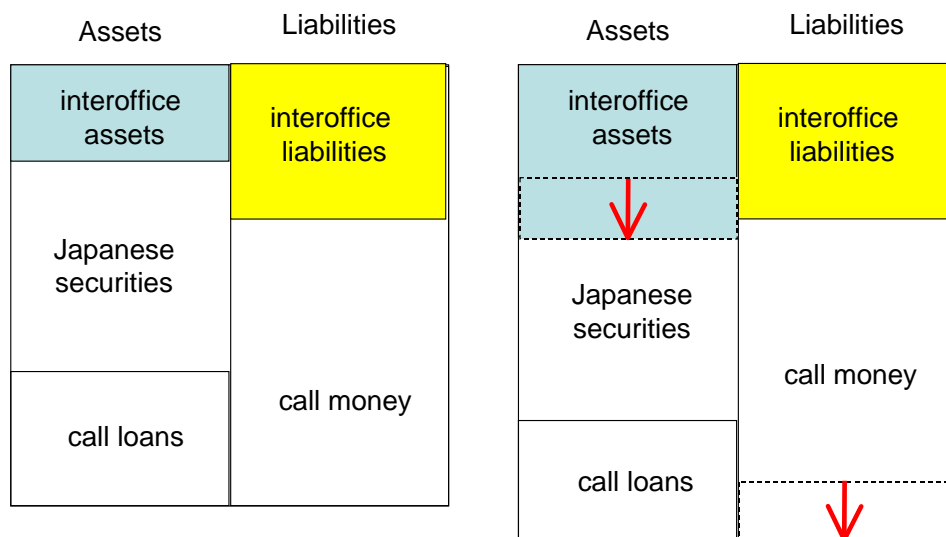 Assets
Liabilities
interoffice
assets
interoffice
liabilities
Japanese
securities
call money
call loans
Assets
Liabilities
interoffice
assets
interoffice
liabilities
Japanese
securities
call money
call loans